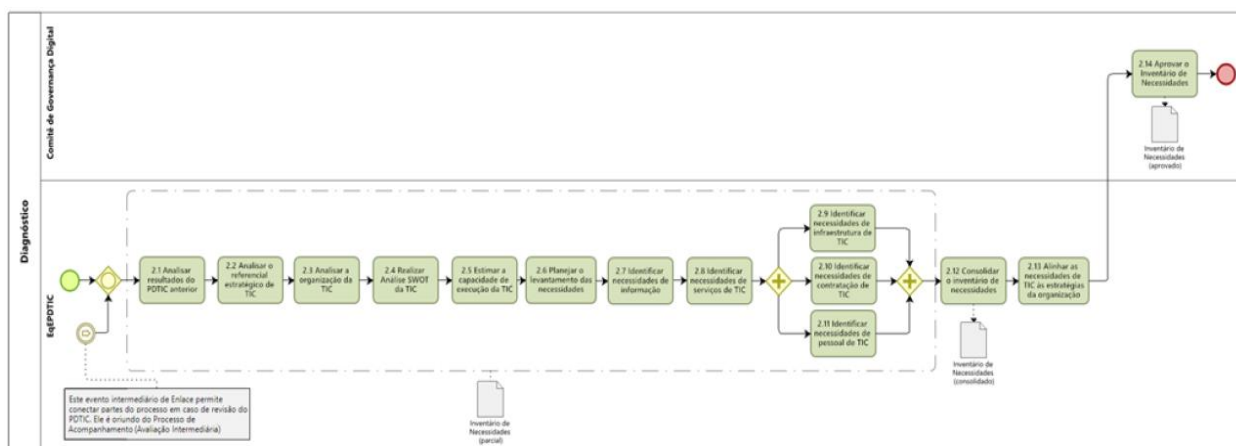 Diagnóstico
Comitê de Governança Digital
2.14 Aprovar o
Inventário de
Necessidades
Inventário de
Necessidades
(aprovado)
EqEPDTIC
2.1 Analisar
resultados do
PDTIC anterior
2.2 Analisar o
referencial
estratégico de
TIC
2.3 Analisar a
organização da
TIC
2.4 Realizar
Análise SWOT
da TIC
2.5 Estimar a
capacidade de
execução da TIC
2.6 Planejar o
levantamento das
necessidades
2.7 Identificar
necessidades de
informação
2.8 Identificar
necessidades de
serviços de TIC
2.9 Identificar
necessidades de
infraestrutura de
TIC
2.10 Identificar
necessidades de
contratação de
TIC
2.11 Identificar
necessidades de
pessoal de TIC
2.12 Consolidar
o inventário de
necessidades
2.13 Alinhar as
necessidades de
TIC às estratégias
da organização
Inventário de
Necessidades
(consolidado)
Este evento intermediário de Enlace permite
conectar partes do processo em caso de revisão do
PDTIC. Ele é oriundo do Processo de
Acompanhamento (Avaliação Intermediária)
Inventário de
Necessidades
(parcial)